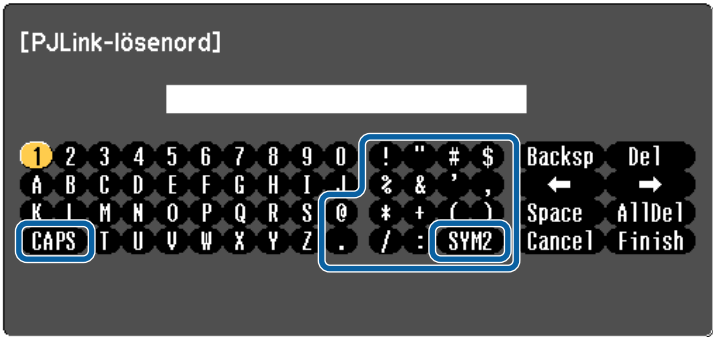 [PJLink-lösenord]
1 2 3 4 5 6 7 8 9 0 ! " # $ Backsp Del
A B C D E F G H I J % & ' , ← →
K L M N O P Q R S @ * + ( ) Space AllDel
CAPS T U V W X Y Z . / : SYM2 Cancel Finish